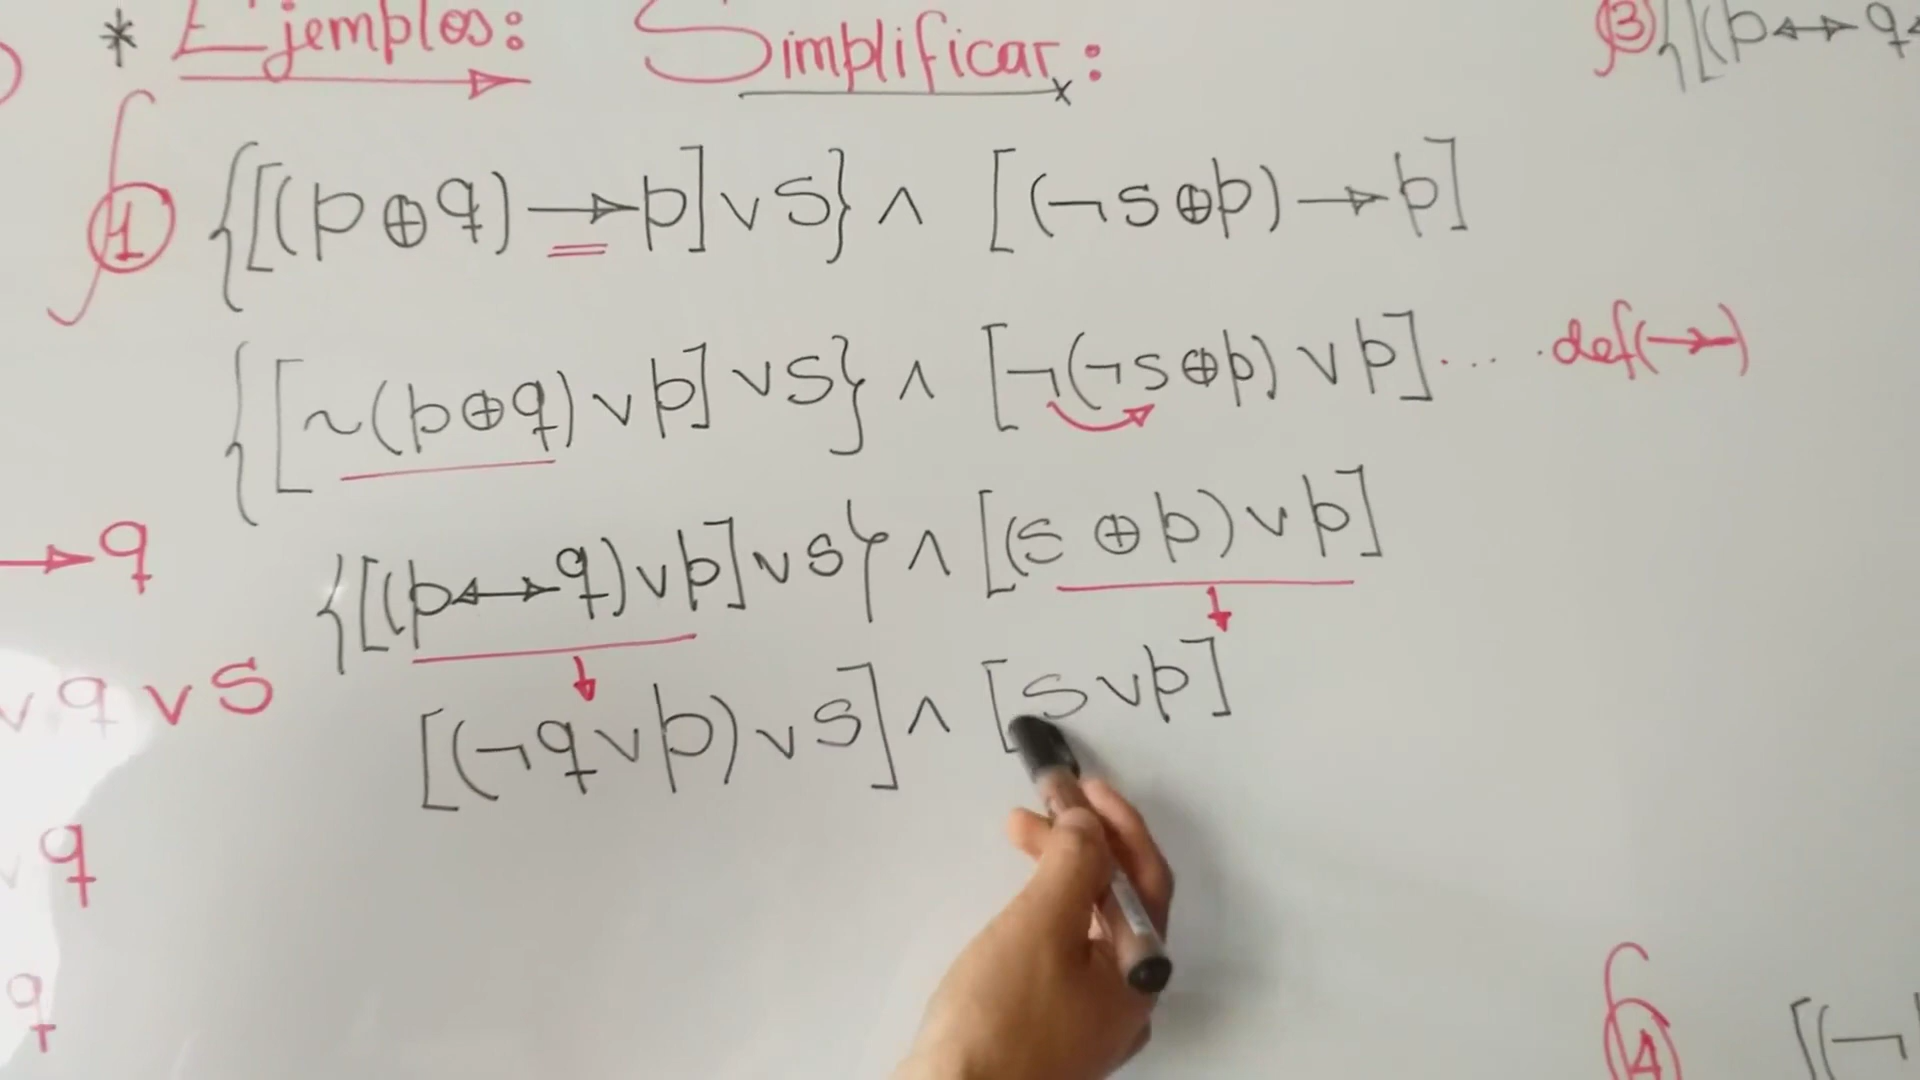 * Ejemplos: Simplificar:
③ {[(p ↔ q
① {[(p ⊕ q) → p] ∨ s} ∧ [(¬s ⊕ p) → p]
{[~(p ⊕ q) ∨ p] ∨ s} ∧ [¬(¬s ⊕ p) ∨ p].... .def(→)
→ q
{[(p ↔ q) ∨ p] ∨ s} ∧ [(s ⊕ p) ∨ p]
∨ q ∨ s
[(¬q ∨ p) ∨ s] ∧ [s ∨ p]
∨ q
q
④ [(¬